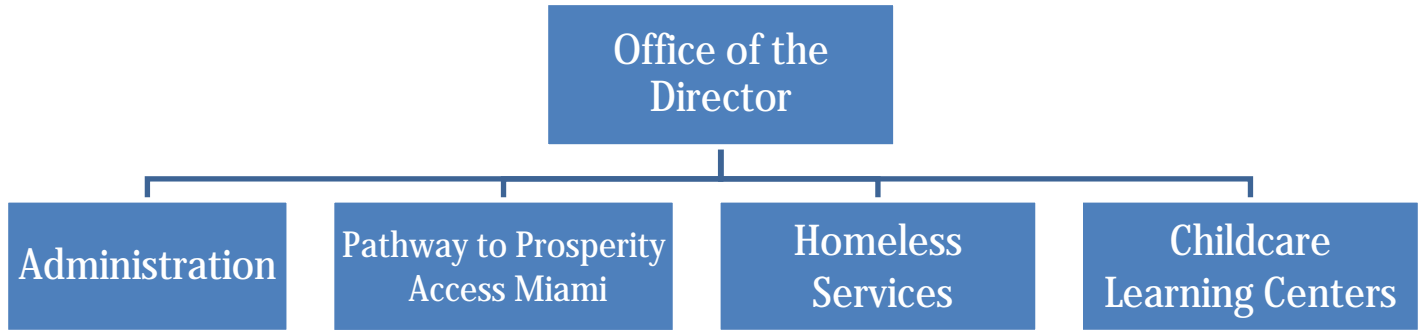 Office of the
Director
Administration
Pathway to Prosperity
Access Miami
Homeless
Services
Childcare
Learning Centers